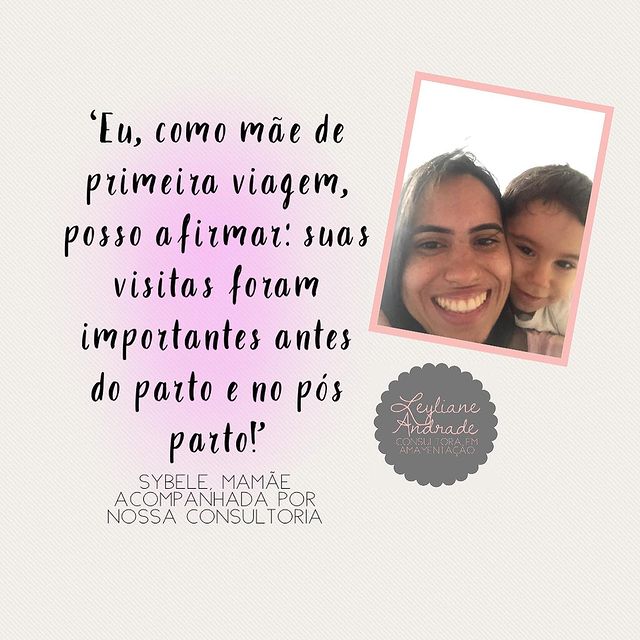 ‘Eu, como mãe de
primeira viagem,
posso afirmar: suas
visitas foram
importantes antes
do parto e no pós
parto!’
SYBELE, MAMÃE
ACOMPANHADA POR
NOSSA CONSULTORIA
Leyliane
Andrade
CONSULTORA EM
AMAMENTAÇÃO